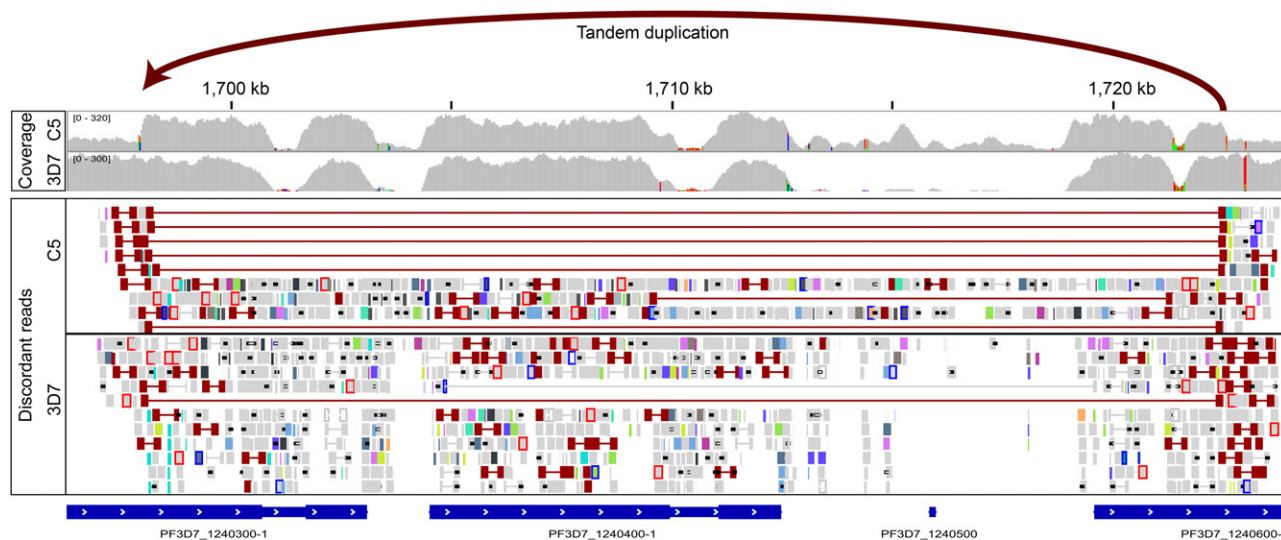 Tandem duplication
1,700 kb
1,710 kb
1,720 kb
Coverage
C5
[0 - 320]
3D7
[0 - 300]
Discordant reads
C5
3D7
PF3D7_1240300-1
PF3D7_1240400-1
PF3D7_1240500
PF3D7_1240600-